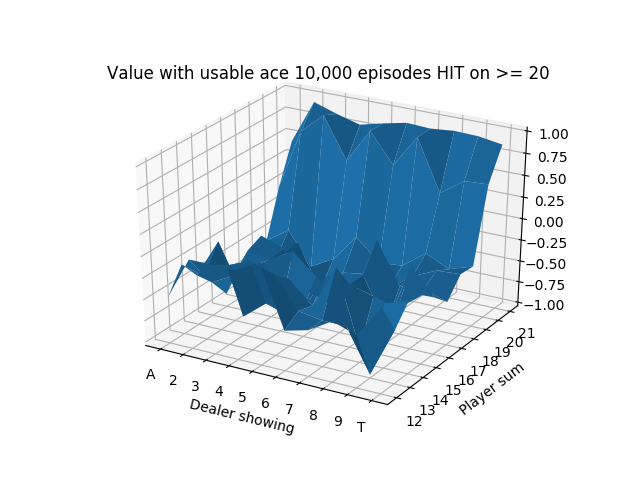 Value with usable ace 10,000 episodes HIT on >= 20
1.00
0.75
0.50
0.25
0.00
−0.25
−0.50
−0.75
−1.00
A 2 3 4 5 6 7 8 9 T
Dealer showing
12 13 14 15 16 17 18 19 20 21
Player sum